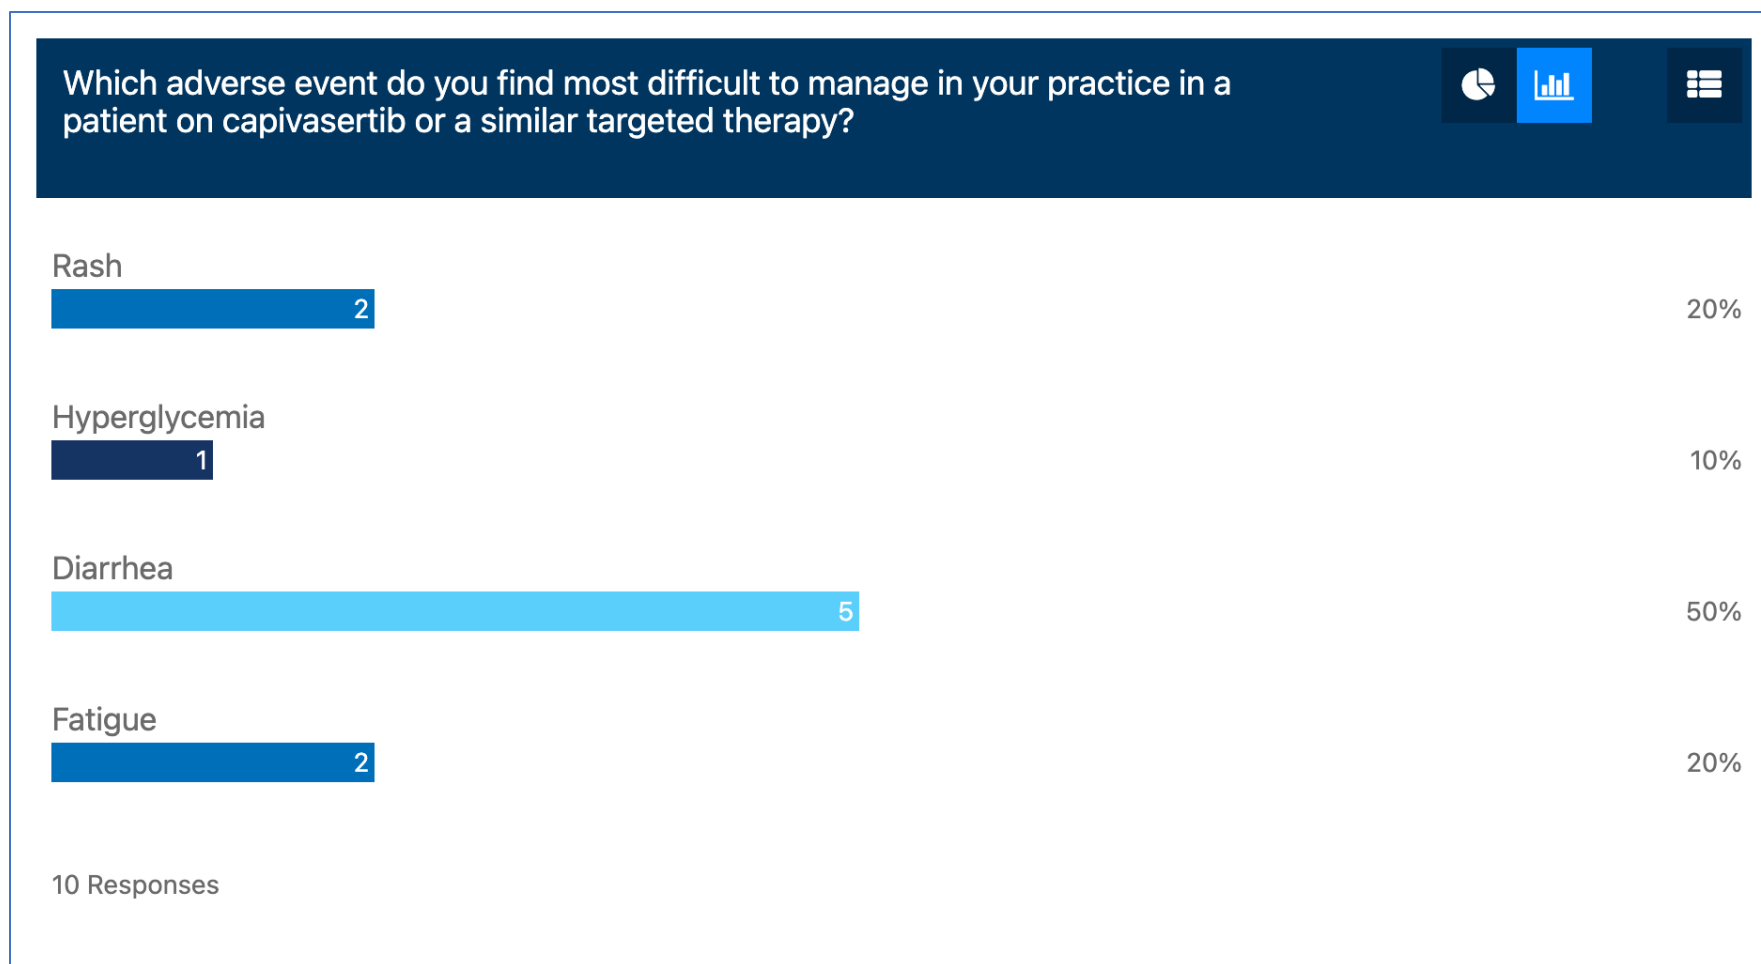 Which adverse event do you find most difficult to manage in your practice in a
patient on capivasertib or a similar targeted therapy?
Rash
2 20%
Hyperglycemia
1 10%
Diarrhea
5 50%
Fatigue
2 20%
10 Responses